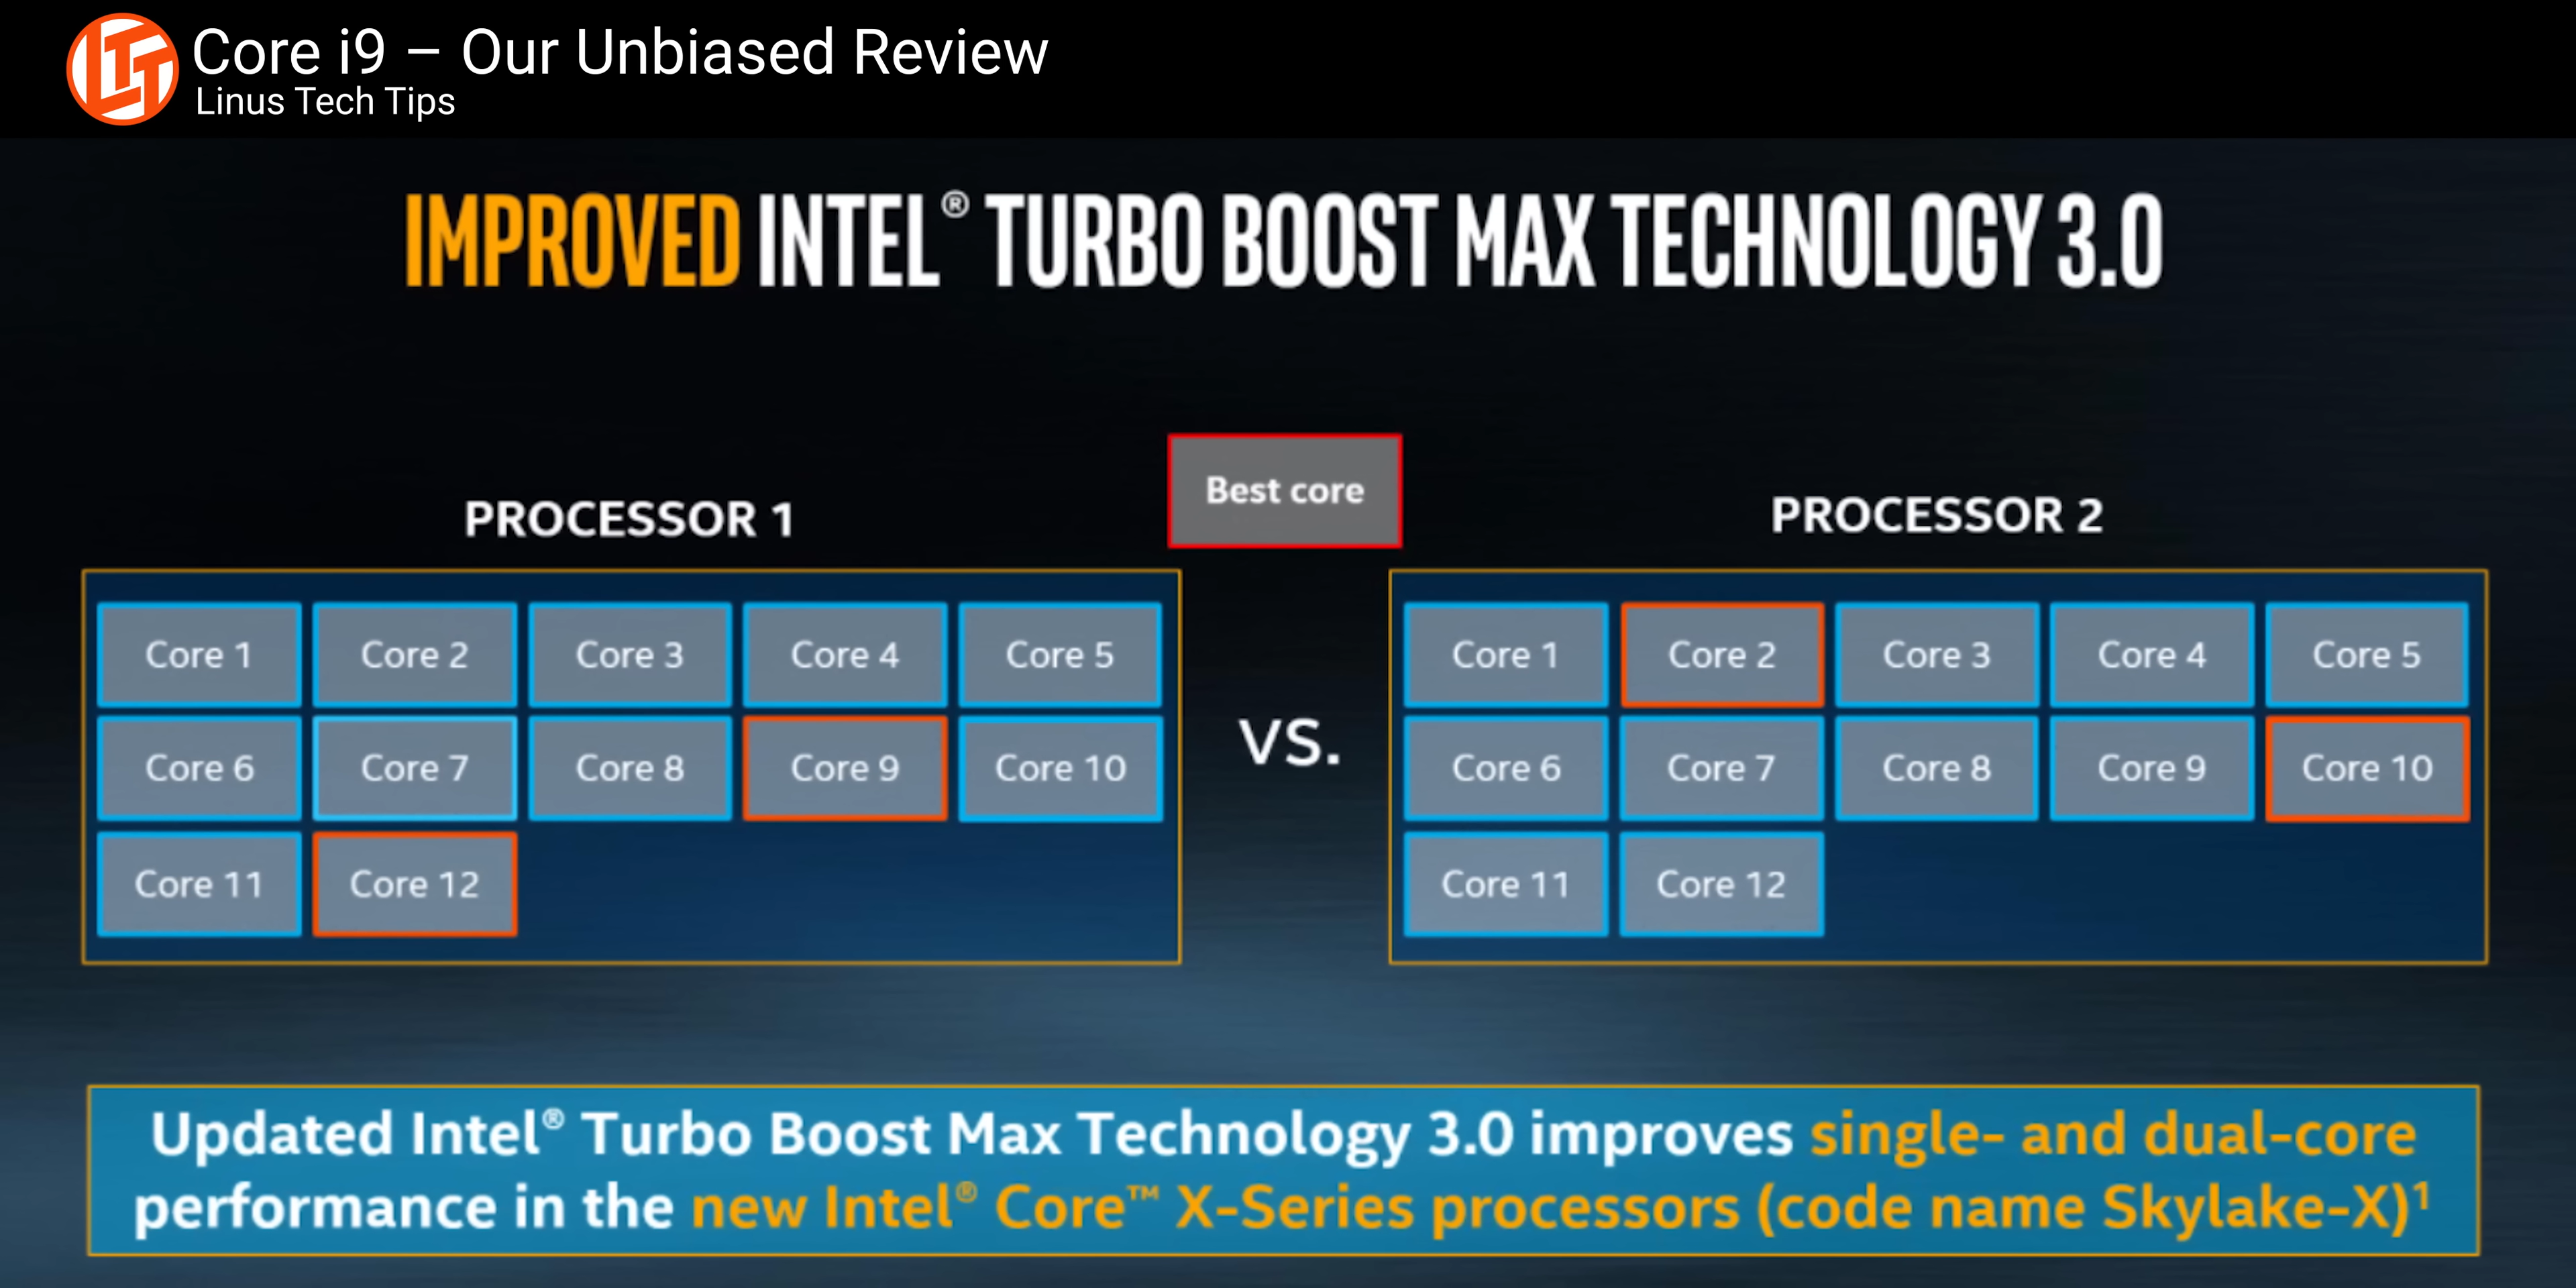 LTT
Core i9 – Our Unbiased Review
Linus Tech Tips
IMPROVED INTEL® TURBO BOOST MAX TECHNOLOGY 3.0
Best core
PROCESSOR 1
PROCESSOR 2
Core 1 Core 2 Core 3 Core 4 Core 5
Core 6 Core 7 Core 8 Core 9 Core 10
Core 11 Core 12
VS.
Core 1 Core 2 Core 3 Core 4 Core 5
Core 6 Core 7 Core 8 Core 9 Core 10
Core 11 Core 12
Updated Intel® Turbo Boost Max Technology 3.0 improves single- and dual-core
performance in the new Intel® Core™ X-Series processors (code name Skylake-X)¹